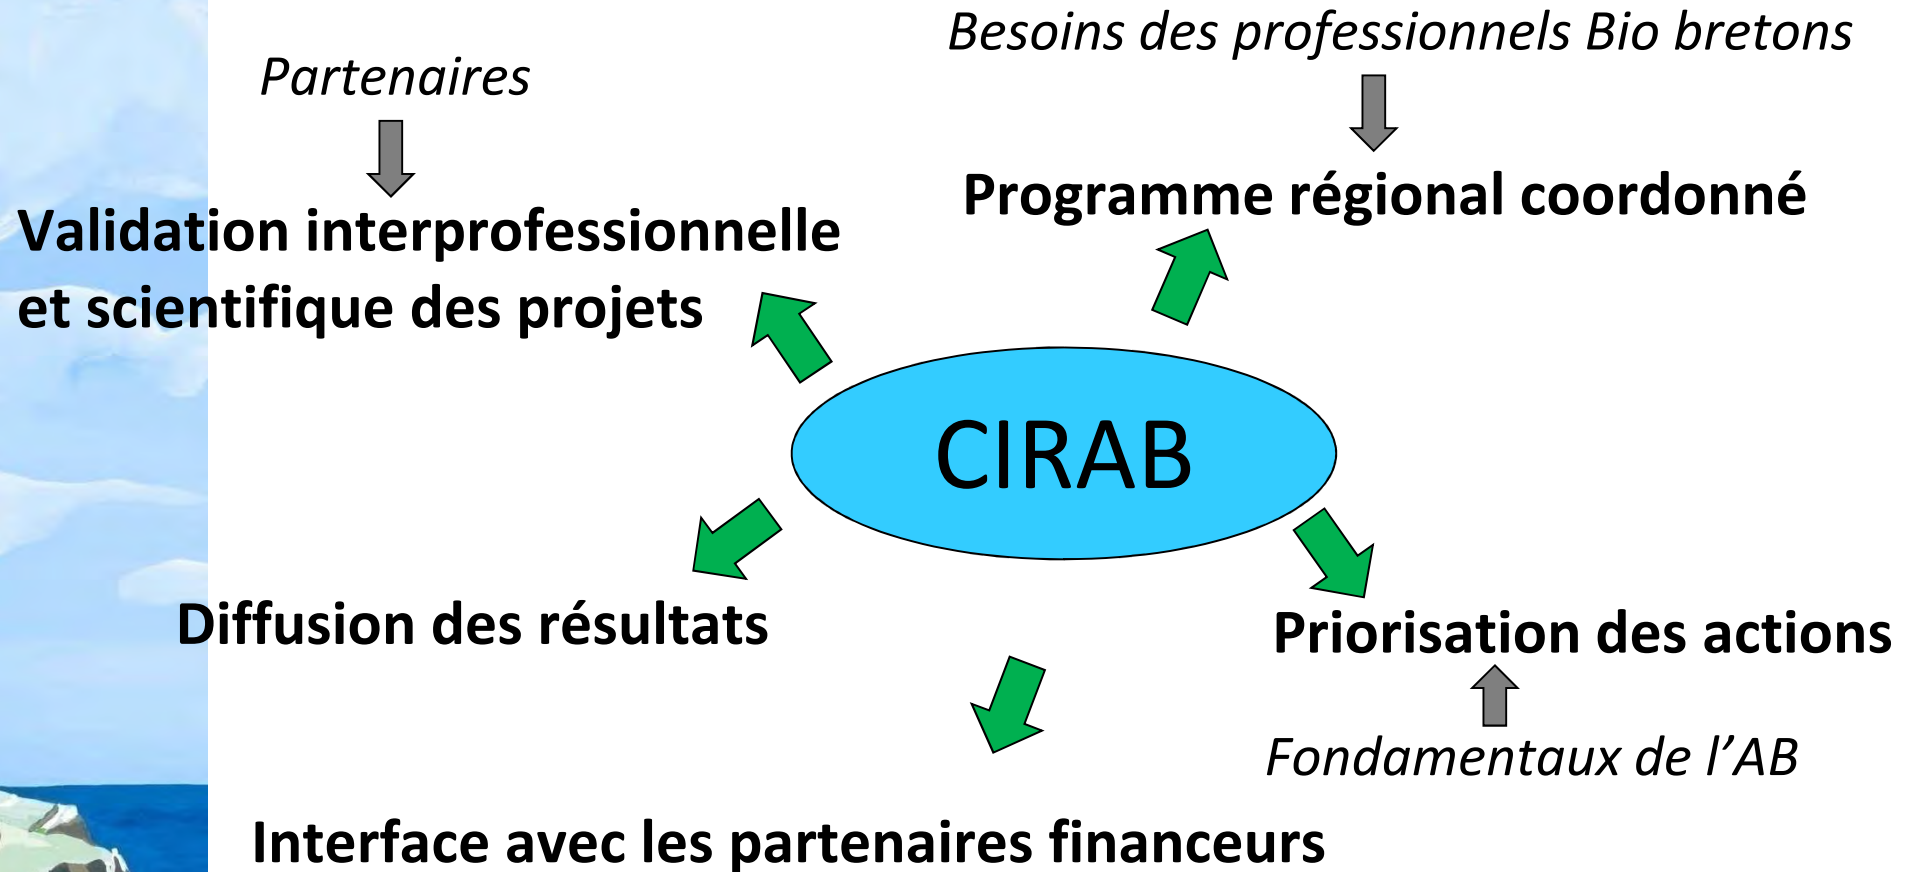 Besoins des professionnels Bio bretons
Partenaires
Programme régional coordonné
Validation interprofessionnelle
et scientifique des projets
CIRAB
Diffusion des résultats
Priorisation des actions
Fondamentaux de l’AB
Interface avec les partenaires financeurs